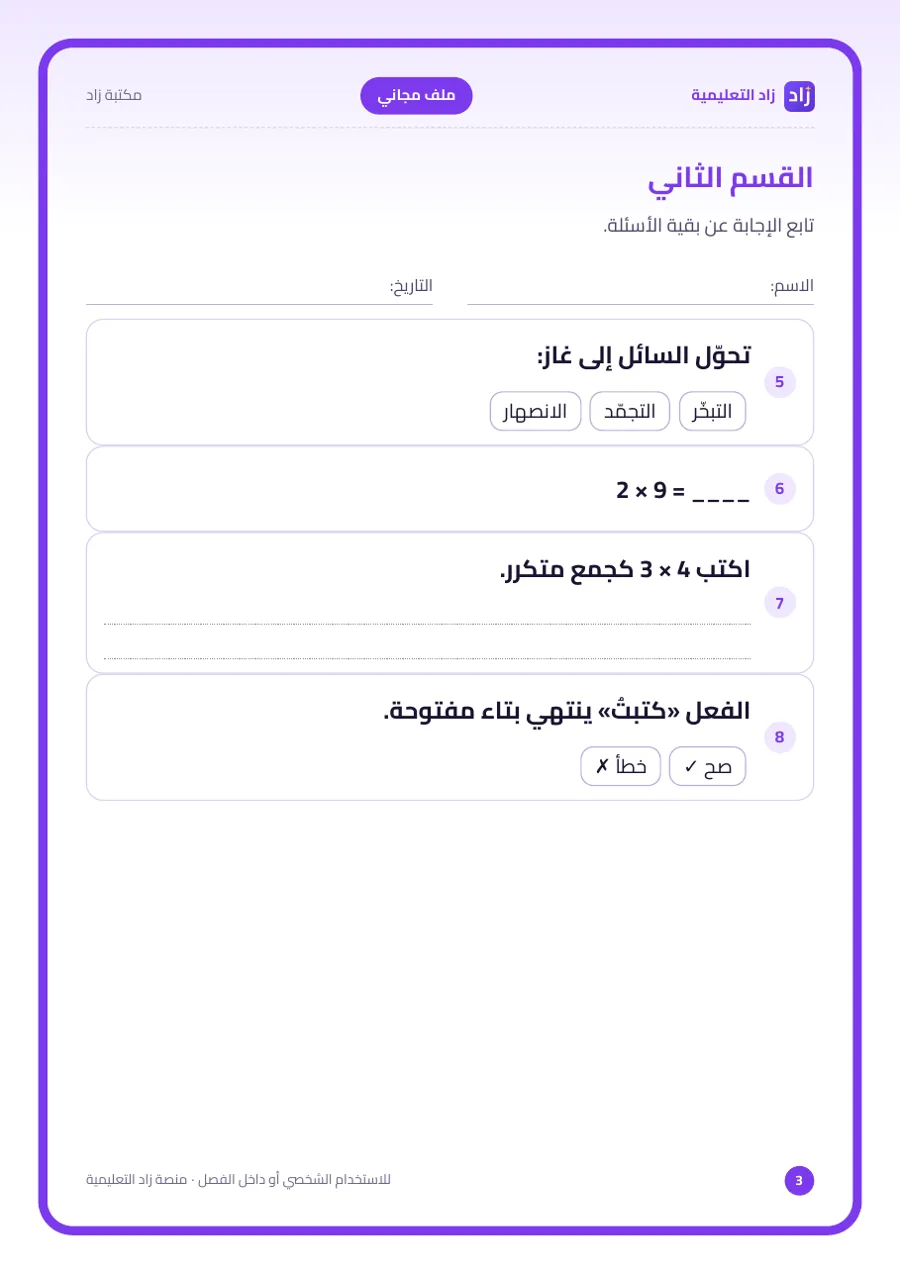 زاد زاد التعليمية
ملف مجاني
مكتبة زاد
القسم الثاني
تابع الإجابة عن بقية الأسئلة.
الاسم:
التاريخ:
5
تحوّل السائل إلى غاز:
التبخّر
التجمّد
الانصهار
6
2 × 9 = ____
7
اكتب 4 × 3 كجمع متكرر.
8
الفعل «كتبتُ» ينتهي بتاء مفتوحة.
صح ✓
خطأ ✗
3
للاستخدام الشخصي أو داخل الفصل · منصة زاد التعليمية